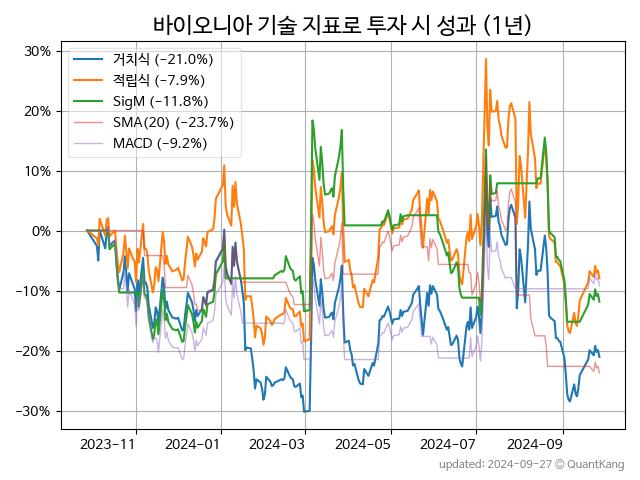 바이오니아 기술 지표로 투자 시 성과 (1년)
거치식 (−21.0%)
적립식 (−7.9%)
SigM (−11.8%)
SMA(20) (−23.7%)
MACD (−9.2%)
30%
20%
10%
0%
−10%
−20%
−30%
2023−11 2024−01 2024−03 2024−05 2024−07 2024−09
updated: 2024−09−27 © QuantKang